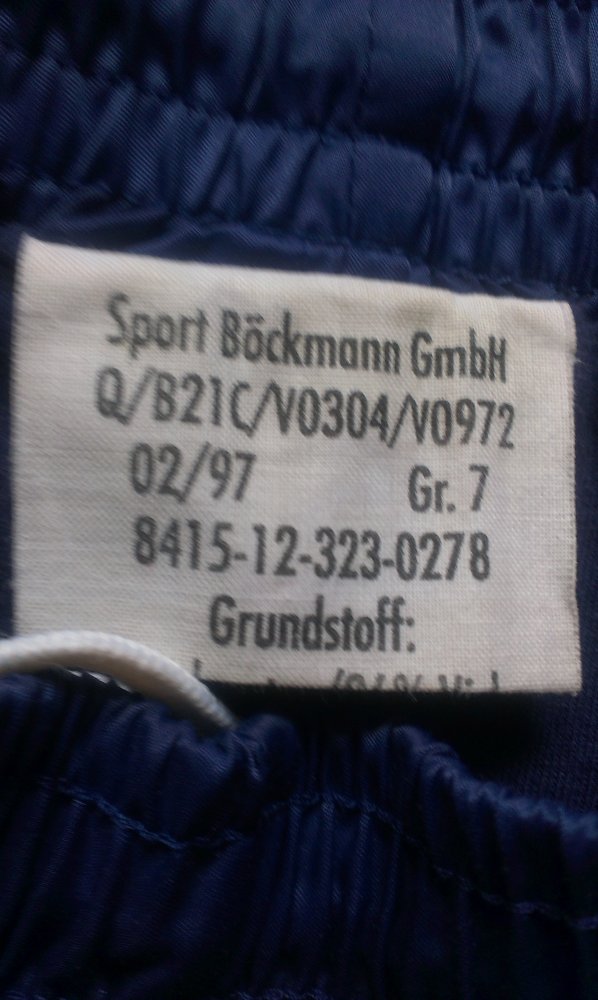 Sport Böckmann GmbH
Q/B21C/V0304/V0972
02/97 Gr. 7
8415-12-323-0278
Grundstoff: